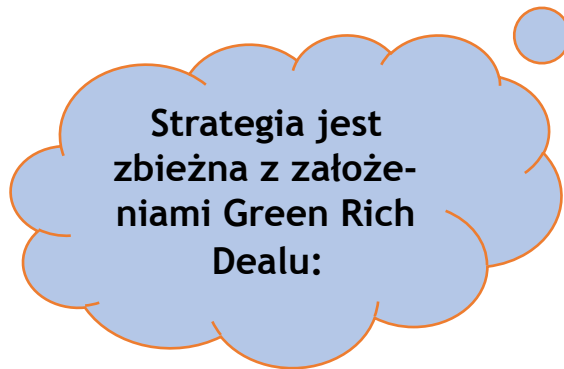 Strategia jest
zbieżna z założe-
niami Green Rich
Dealu: